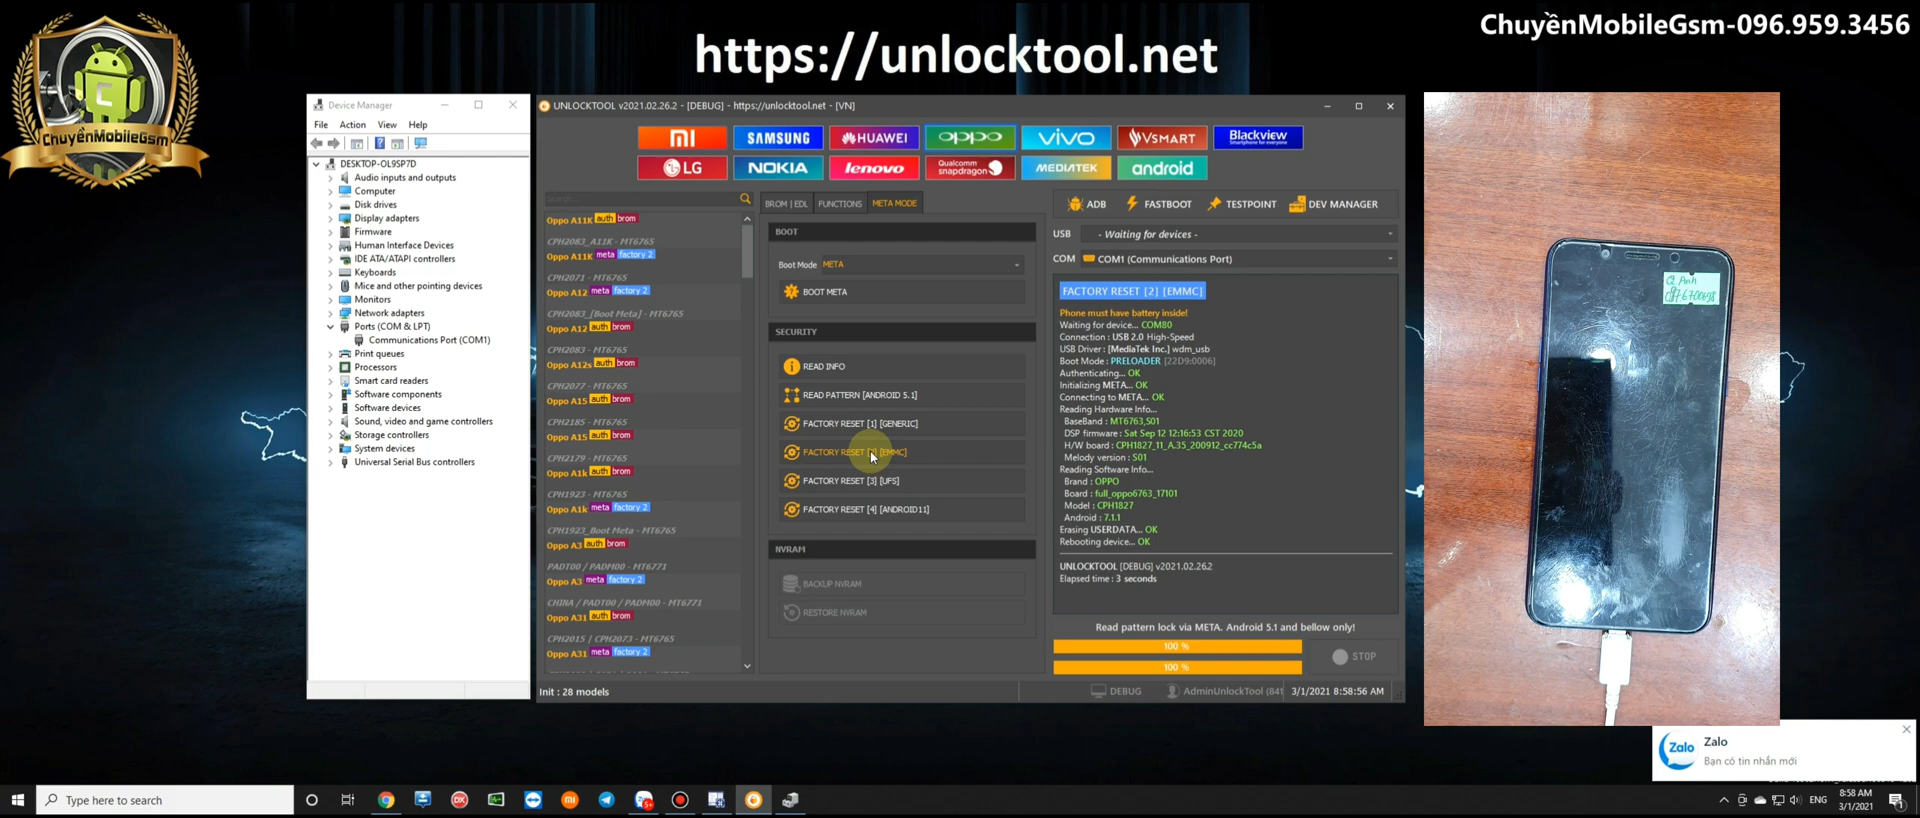 ChuyềnMobileGsm-096.959.3456
https://unlocktool.net
ChuyềnMobileGsm
Device Manager
File Action View Help
DESKTOP-OL9SP7D
Audio inputs and outputs
Computer
Disk drives
Display adapters
Firmware
Human Interface Devices
IDE ATA/ATAPI controllers
Keyboards
Mice and other pointing devices
Monitors
Network adapters
Ports (COM & LPT)
Communications Port (COM1)
Print queues
Processors
Smart card readers
Software components
Software devices
Sound, video and game controllers
Storage controllers
System devices
Universal Serial Bus controllers
UNLOCKTOOL v2021.02.26.2 - [DEBUG] - https://unlocktool.net - [VN]
MI SAMSUNG HUAWEI oppo vivo VSMART Blackview
Smartphone for everyone
LG NOKIA lenovo Qualcomm snapdragon MEDIATEK android
Search...
Oppo A11K auth brom
CPH2083_A11K - MT6765
Oppo A11K meta factory 2
CPH2071 - MT6765
Oppo A12 meta factory 2
CPH2083_[Boot Meta] - MT6765
Oppo A12 auth brom
CPH2083 - MT6765
Oppo A12s auth brom
CPH2077 - MT6765
Oppo A15 auth brom
CPH2185 - MT6765
Oppo A15 auth brom
CPH2179 - MT6765
Oppo A1k auth brom
CPH1923 - MT6765
Oppo A1k meta factory 2
CPH1923_Boot Meta - MT6765
Oppo A3 auth brom
PADT00 / PADM00 - MT6771
Oppo A3 meta factory 2
CHINA / PADT00 / PADM00 - MT6771
Oppo A31 auth brom
CPH2015 | CPH2073 - MT6765
Oppo A31 meta factory 2
Init : 28 models
BROM | EDL FUNCTIONS META MODE
BOOT
Boot Mode META
BOOT META
SECURITY
READ INFO
READ PATTERN [ANDROID 5.1]
FACTORY RESET [1] [GENERIC]
FACTORY RESET [2] [EMMC]
FACTORY RESET [3] [UFS]
FACTORY RESET [4] [ANDROID11]
NVRAM
BACKUP NVRAM
RESTORE NVRAM
ADB FASTBOOT TESTPOINT DEV MANAGER
USB - Waiting for devices -
COM COM1 (Communications Port)
FACTORY RESET [2] [EMMC]
Phone must have battery inside!
Waiting for device... COM80
Connection : USB 2.0 High-Speed
USB Driver : [MediaTek Inc.] wdm_usb
Boot Mode : PRELOADER [22D9:0006]
Authenticating... OK
Initializing META... OK
Connecting to META... OK
Reading Hardware Info...
BaseBand : MT6763_S01
DSP firmware : Sat Sep 12 12:16:53 CST 2020
H/W board : CPH1827_11_A.35_200912_cc774c5a
Melody version : S01
Reading Software Info...
Brand : OPPO
Board : full_oppo6763_17101
Model : CPH1827
Android : 7.1.1
Erasing USERDATA... OK
Rebooting device... OK
UNLOCKTOOL [DEBUG] v2021.02.26.2
Elapsed time : 3 seconds
Read pattern lock via META. Android 5.1 and bellow only!
100 %
100 %
STOP
DEBUG AdminUnlockTool (841 3/1/2021 8:58:56 AM
Q Anh
Zalo
Zalo
Bạn có tin nhắn mới
Type here to search
5+
ENG
8:58 AM
3/1/2021
1